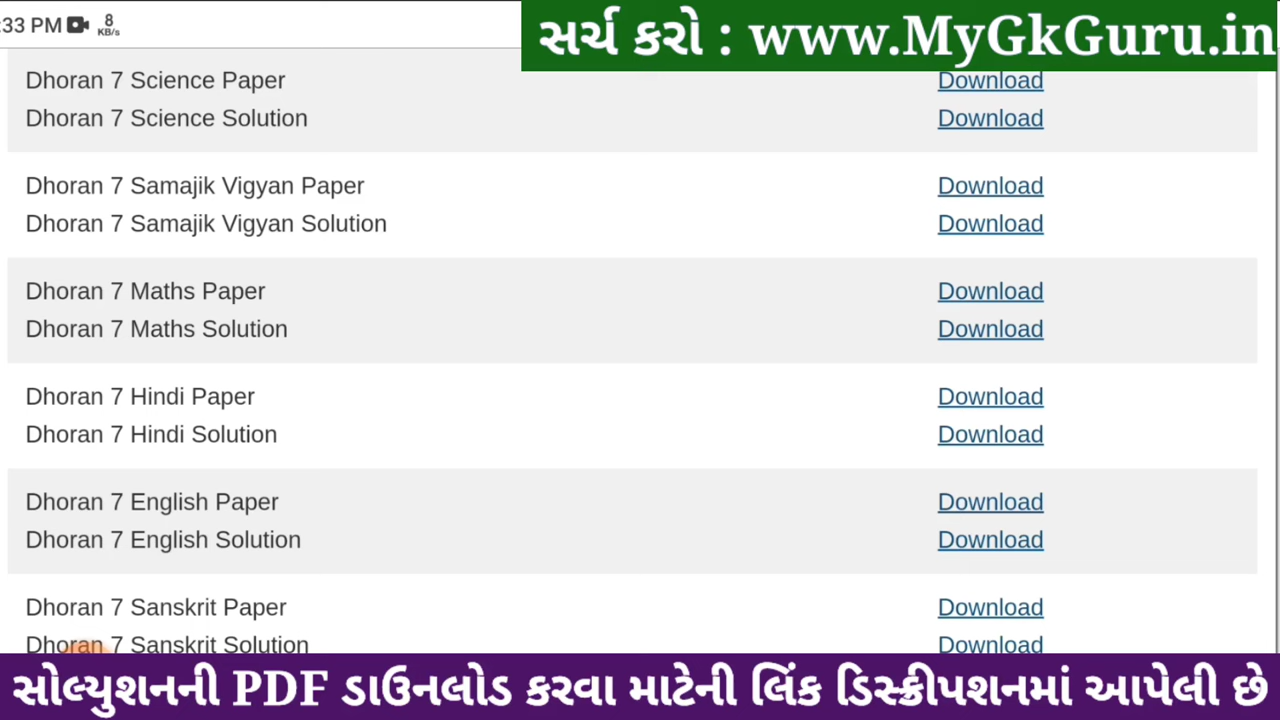 :33 PM 8 KB/s
સર્ચ કરો : www.MyGkGuru.in
Dhoran 7 Science Paper Download
Dhoran 7 Science Solution Download
Dhoran 7 Samajik Vigyan Paper Download
Dhoran 7 Samajik Vigyan Solution Download
Dhoran 7 Maths Paper Download
Dhoran 7 Maths Solution Download
Dhoran 7 Hindi Paper Download
Dhoran 7 Hindi Solution Download
Dhoran 7 English Paper Download
Dhoran 7 English Solution Download
Dhoran 7 Sanskrit Paper Download
Dhoran 7 Sanskrit Solution Download
સોલ્યુશનની PDF ડાઉનલોડ કરવા માટેની લિંક ડિસ્ક્રીપશનમાં આપેલી છે